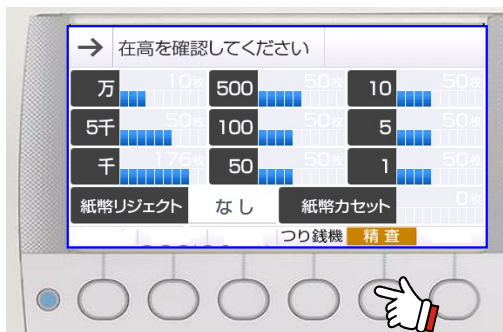 → 在高を確認してください
万 10枚 500 50枚 10 50枚
5千 50枚 100 50枚 5 50枚
千 176枚 50 50枚 1 50枚
紙幣リジェクト なし 紙幣カセット 0枚
つり銭機 精査